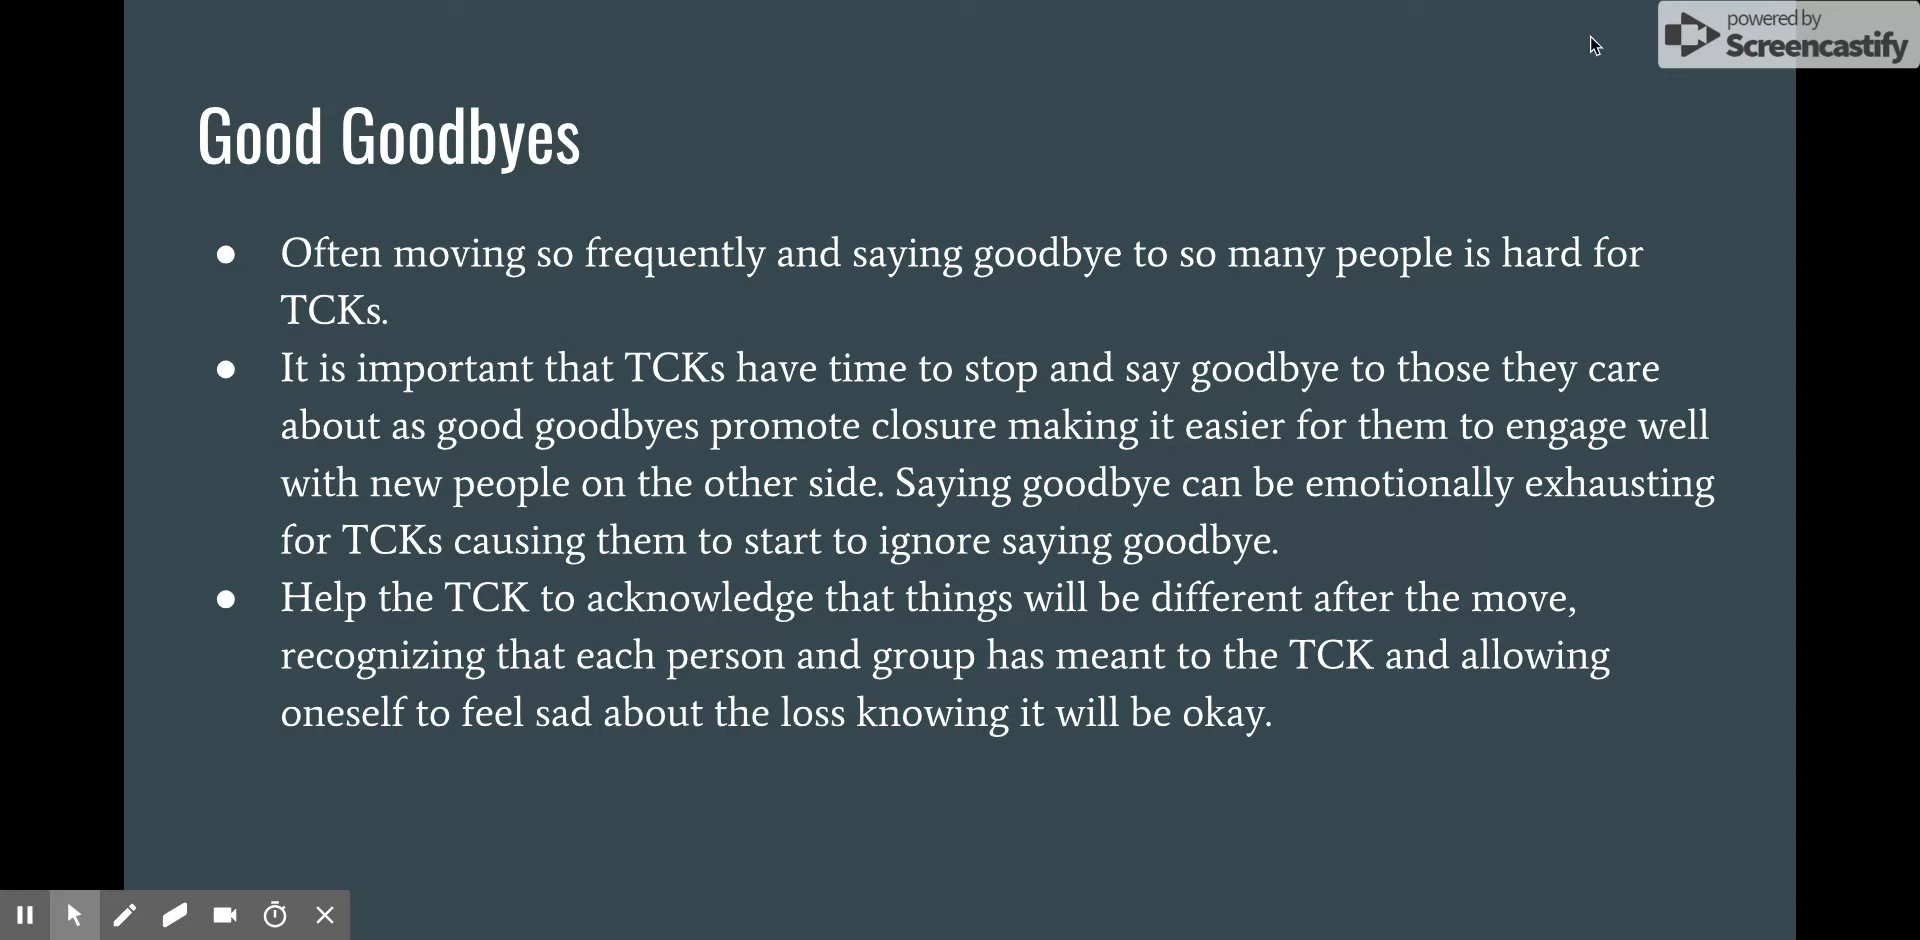 powered by
Screencastify
Good Goodbyes
● Often moving so frequently and saying goodbye to so many people is hard for
TCKs.
● It is important that TCKs have time to stop and say goodbye to those they care
about as good goodbyes promote closure making it easier for them to engage well
with new people on the other side. Saying goodbye can be emotionally exhausting
for TCKs causing them to start to ignore saying goodbye.
● Help the TCK to acknowledge that things will be different after the move,
recognizing that each person and group has meant to the TCK and allowing
oneself to feel sad about the loss knowing it will be okay.